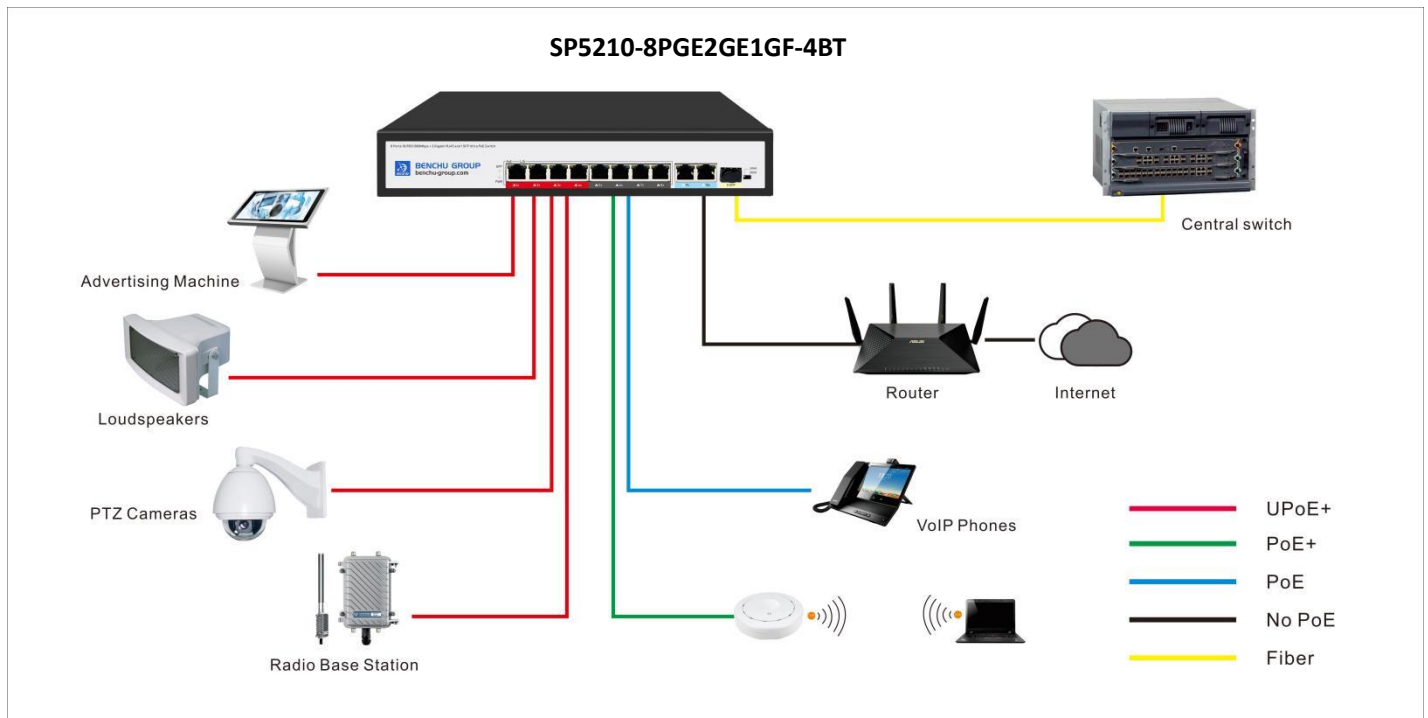 SP5210-8PGE2GE1GF-4BT
BENCHU GROUP
benchu-group.com
Central switch
Advertising Machine
Router
Internet
Loudspeakers
PTZ Cameras
VoIP Phones
Radio Base Station
UPoE+
PoE+
PoE
No PoE
Fiber